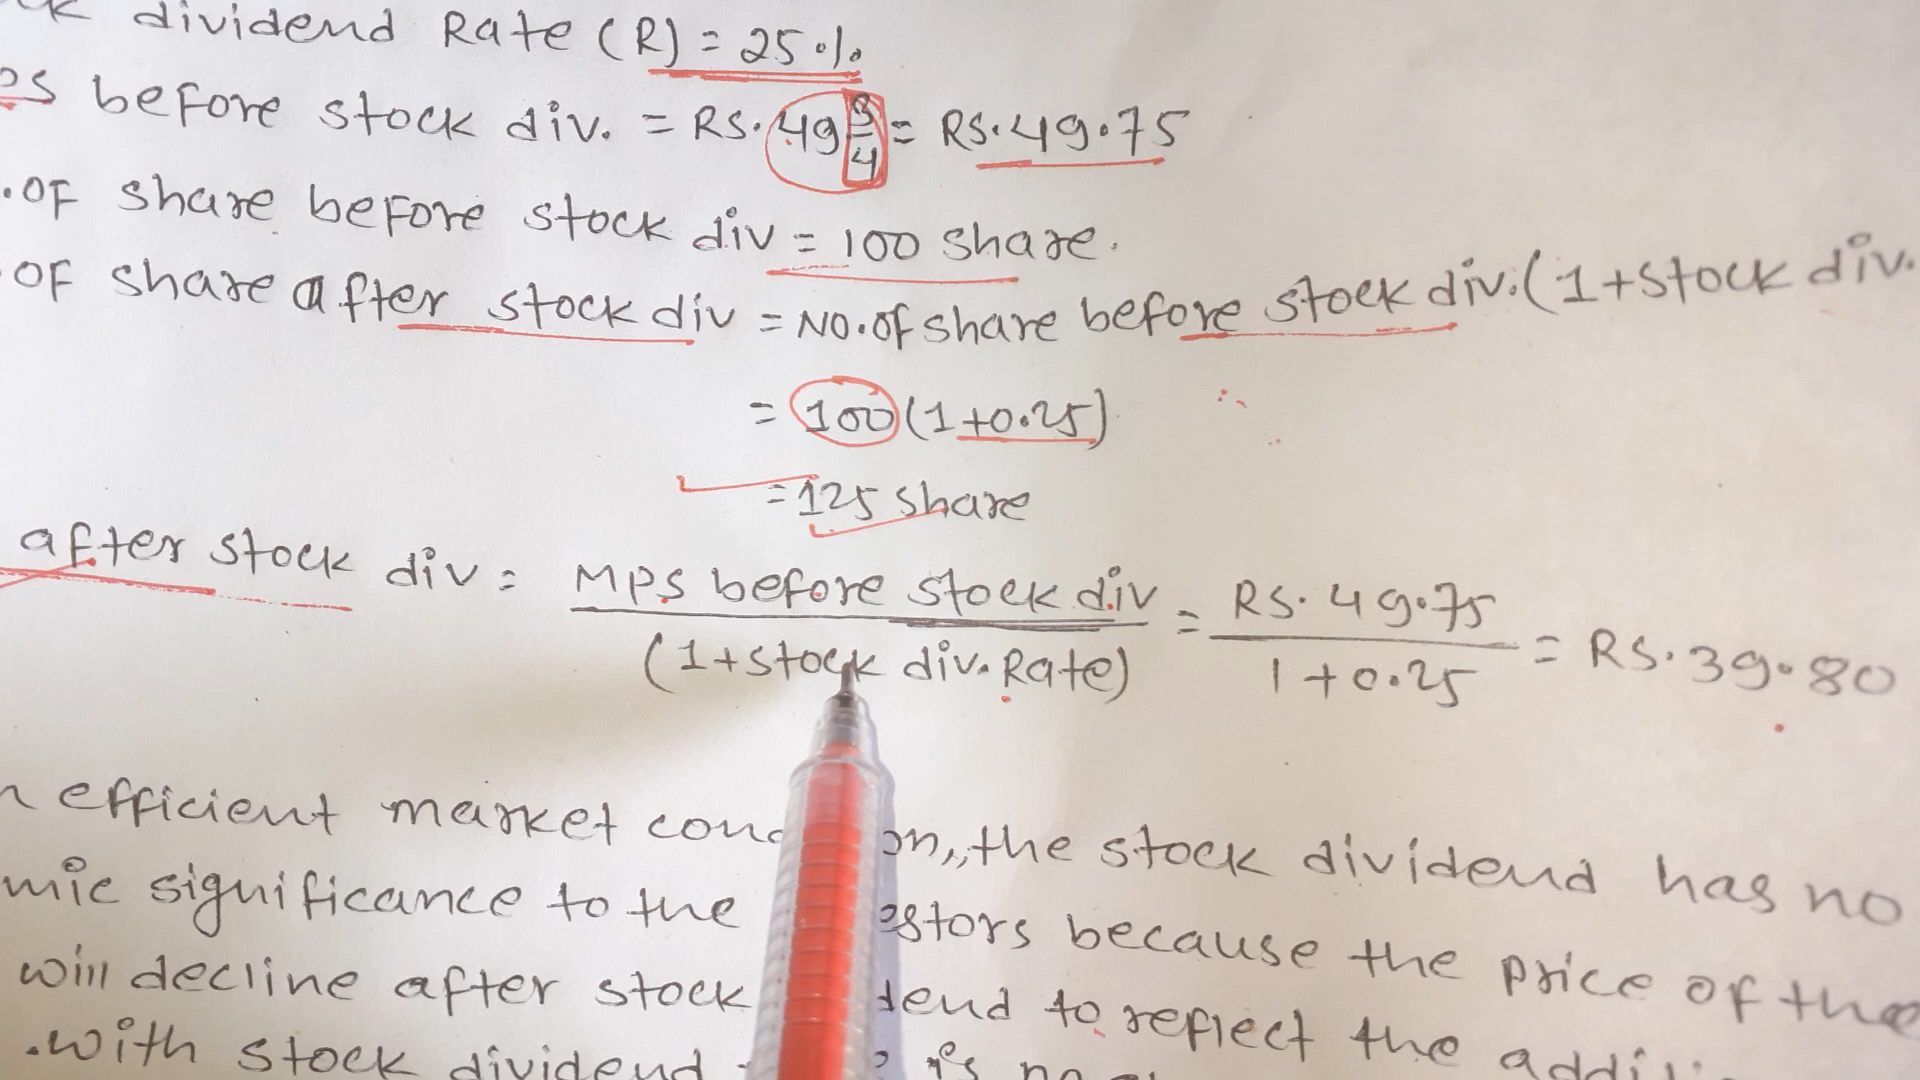 dividend Rate (R) = 25%
before stock div. = RS. 49 3/4 = RS. 49.75
.OF share before stock div = 100 share.
OF share after stock div = NO. of share before stock div. (1+stock div.
= 100 (1+0.25)
= 125 share
after stock div = MPS before stock div / (1+stock div. Rate) = RS. 49.75 / 1+0.25 = RS. 39.80
efficient market the stock dividend has no
significance to the because the price of the
will decline after stock to reflect the
with stock dividend is